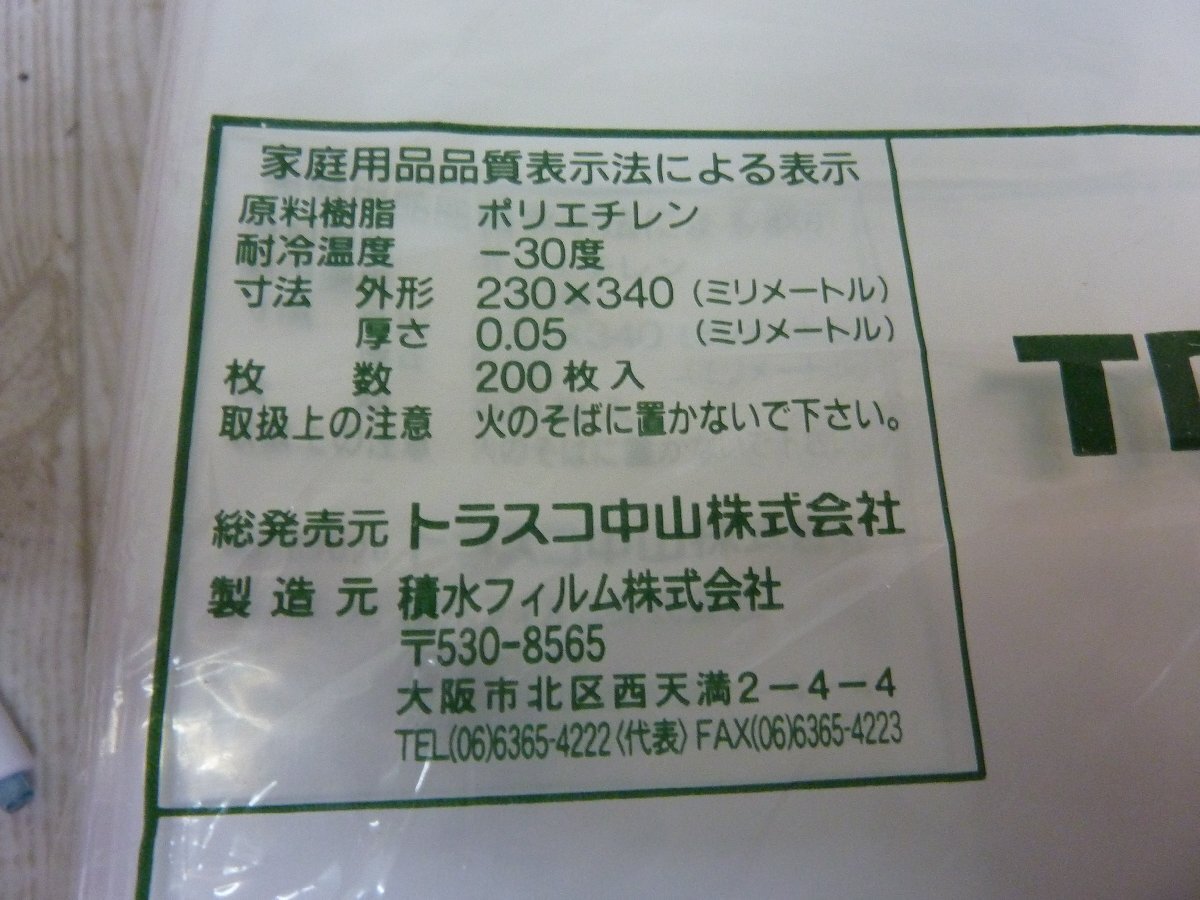 家庭用品品質表示法による表示
原料樹脂 ポリエチレン
耐冷温度 −30度
寸法 外形 230×340（ミリメートル）
厚さ 0.05 （ミリメートル）
枚数 200枚入
取扱上の注意 火のそばに置かないで下さい。
総発売元 トラスコ中山株式会社
製造元 積水フィルム株式会社
〒530-8565
大阪市北区西天満2−4−4
TEL(06)6365-4222〈代表〉FAX(06)6365-4223